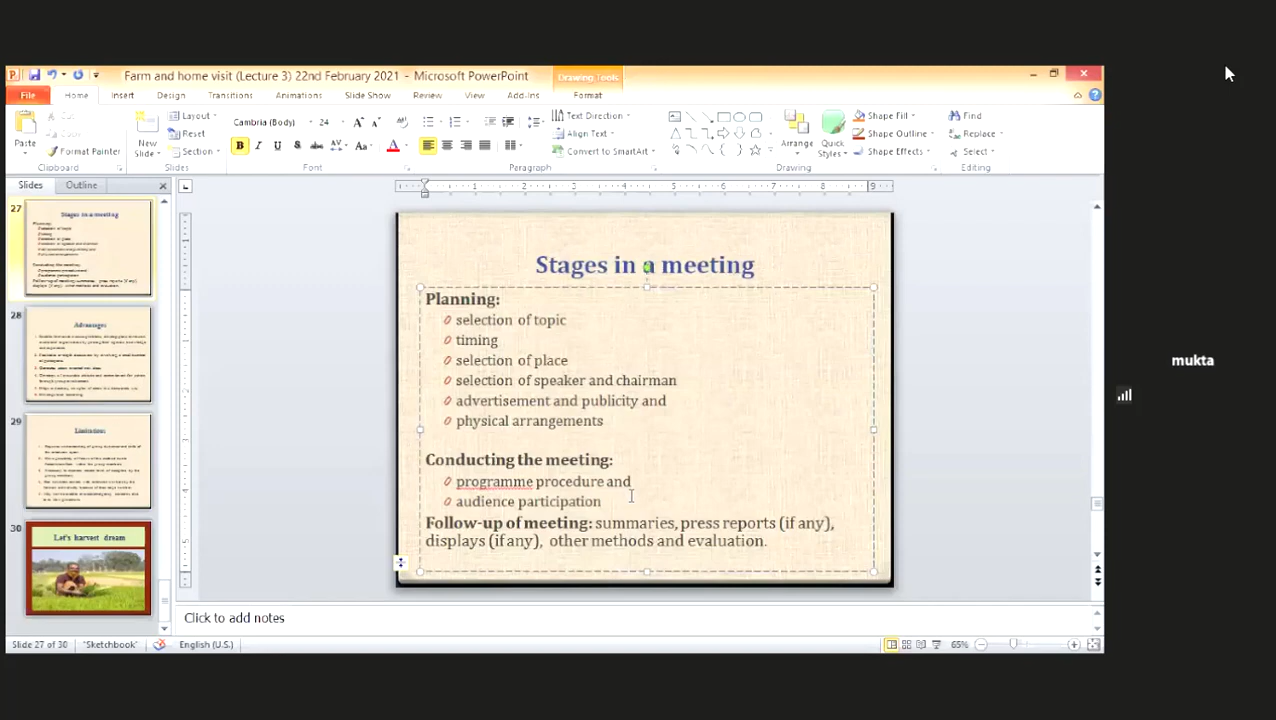 Farm and home visit (Lecture 3) 22nd February 2021 - Microsoft PowerPoint
Drawing Tools
File Home Insert Design Transitions Animations Slide Show Review View Add-Ins Format
Paste
Cut
Copy
Format Painter
Clipboard
New Slide
Layout
Reset
Section
Slides
Cambria (Body) 24
Font
Text Direction
Align Text
Convert to SmartArt
Paragraph
Arrange
Quick Styles
Shape Fill
Shape Outline
Shape Effects
Drawing
Find
Replace
Select
Editing
Slides Outline
27
Stages in a meeting
28
Advantages
29
Limitations
30
Let's harvest dream
Stages in a meeting
Planning:
selection of topic
timing
selection of place
selection of speaker and chairman
advertisement and publicity and
physical arrangements
Conducting the meeting:
programme procedure and
audience participation
Follow-up of meeting: summaries, press reports (if any),
displays (if any), other methods and evaluation.
Click to add notes
Slide 27 of 30 "Sketchbook" English (U.S.) 65%
mukta